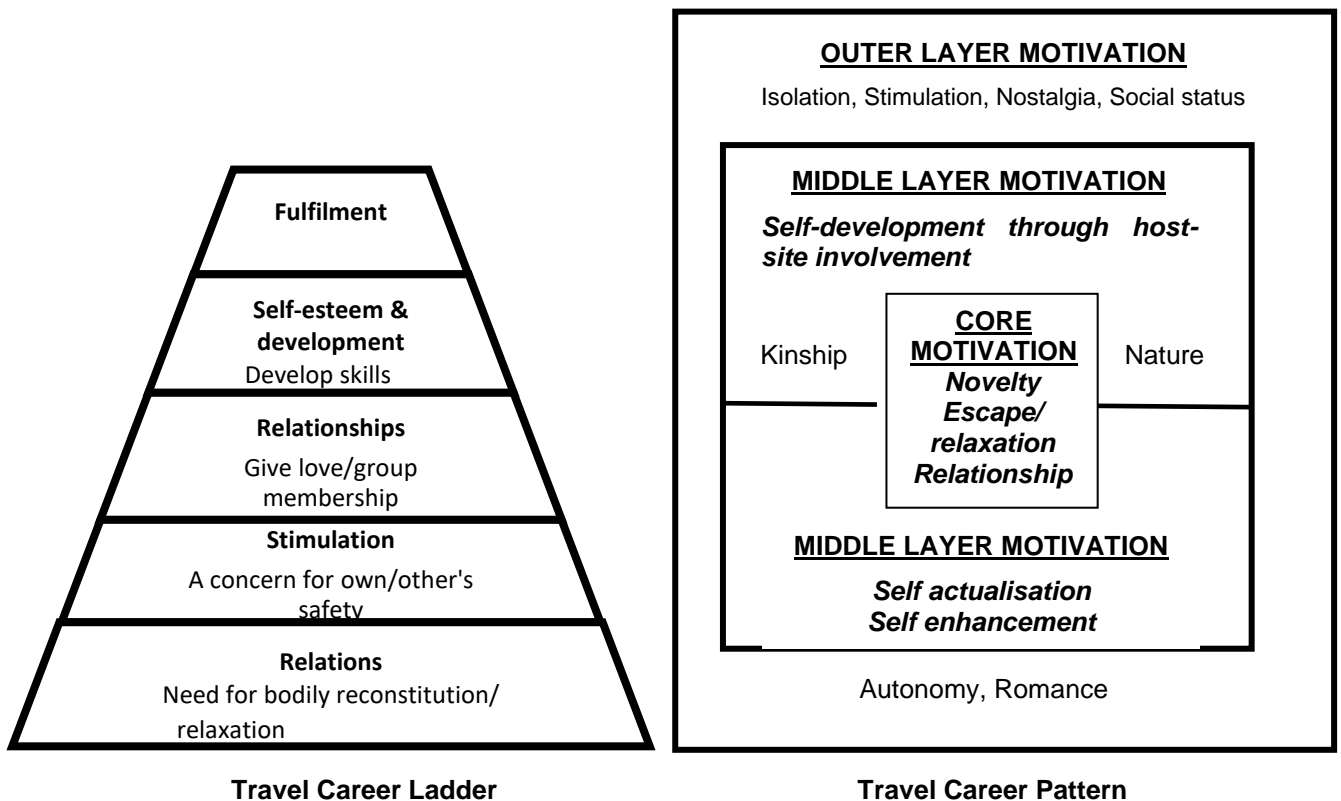 Fulfilment
Self-esteem &
development
Develop skills
Relationships
Give love/group
membership
Stimulation
A concern for own/other's
safety
Relations
Need for bodily reconstitution/
relaxation
Travel Career Ladder
OUTER LAYER MOTIVATION
Isolation, Stimulation, Nostalgia, Social status
MIDDLE LAYER MOTIVATION
Self-development through host-
site involvement
Kinship
CORE
MOTIVATION
Novelty
Escape/
relaxation
Relationship
Nature
MIDDLE LAYER MOTIVATION
Self actualisation
Self enhancement
Autonomy, Romance
Travel Career Pattern